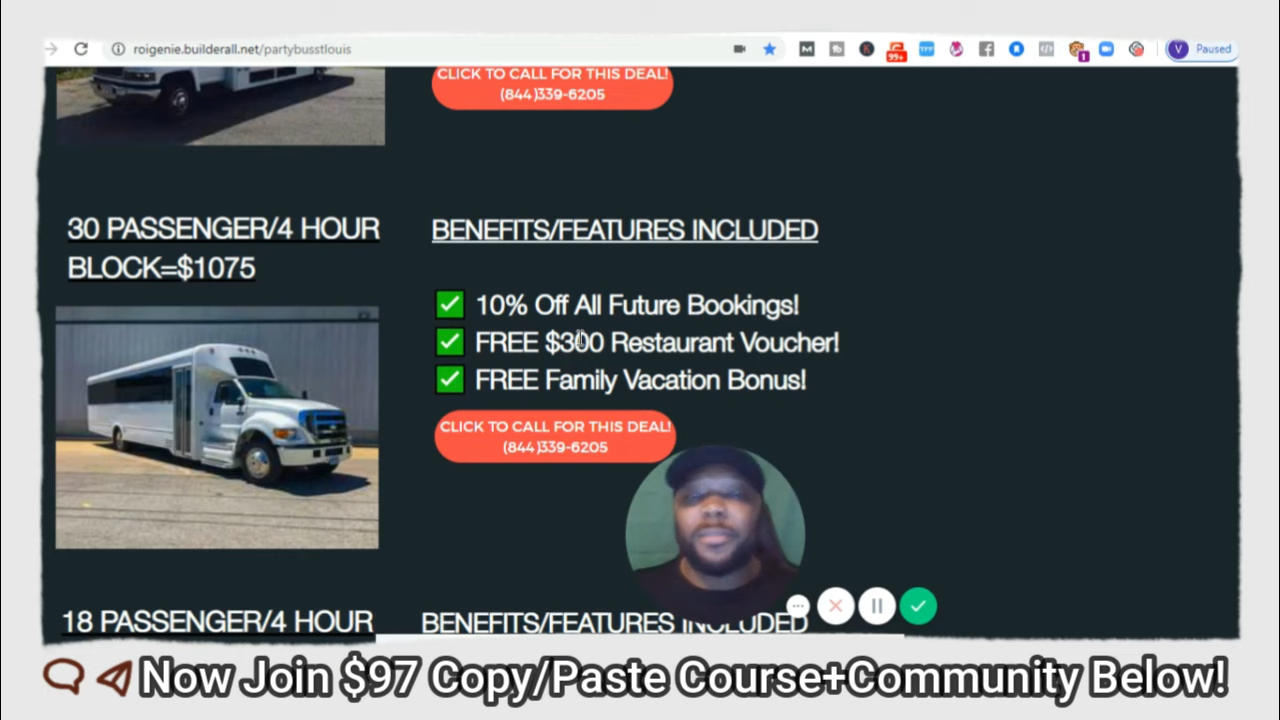 roigenie.builderall.net/partybusstlouis
99+
1
V
Paused
CLICK TO CALL FOR THIS DEAL!
(844)339-6205
30 PASSENGER/4 HOUR
BLOCK=$1075
BENEFITS/FEATURES INCLUDED
10% Off All Future Bookings!
FREE $300 Restaurant Voucher!
FREE Family Vacation Bonus!
CLICK TO CALL FOR THIS DEAL!
(844)339-6205
18 PASSENGER/4 HOUR
BENEFITS/FEATURES INCLUDED
Now Join $97 Copy/Paste Course+Community Below!